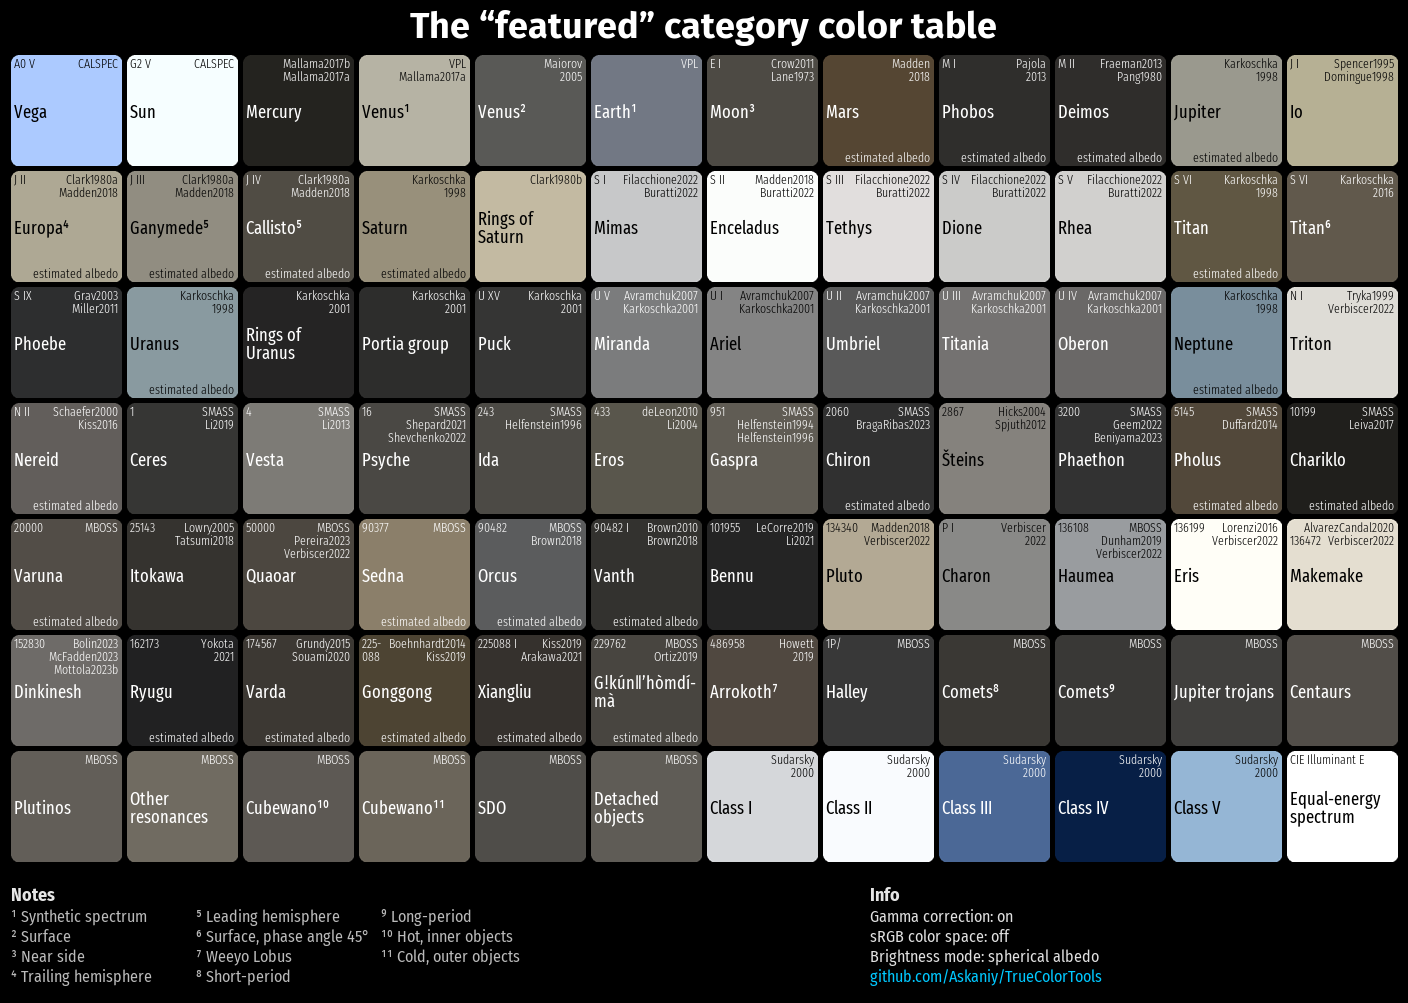 The “featured” category color table
A0 V CALSPEC
Vega
G2 V CALSPEC
Sun
Mallama2017b
Mallama2017a
Mercury
VPL
Mallama2017a
Venus¹
Maiorov
2005
Venus²
VPL
Earth¹
E I Crow2011
Lane1973
Moon³
Madden
2018
Mars
estimated albedo
M I Pajola
2013
Phobos
estimated albedo
M II Fraeman2013
Pang1980
Deimos
estimated albedo
Karkoschka
1998
Jupiter
estimated albedo
J I Spencer1995
Domingue1998
Io
J II Clark1980a
Madden2018
Europa⁴
estimated albedo
J III Clark1980a
Madden2018
Ganymede⁵
estimated albedo
J IV Clark1980a
Madden2018
Callisto⁵
estimated albedo
Karkoschka
1998
Saturn
estimated albedo
Clark1980b
Rings of
Saturn
S I Filacchione2022
Buratti2022
Mimas
S II Madden2018
Buratti2022
Enceladus
S III Filacchione2022
Buratti2022
Tethys
S IV Filacchione2022
Buratti2022
Dione
S V Filacchione2022
Buratti2022
Rhea
S VI Karkoschka
1998
Titan
estimated albedo
S VI Karkoschka
2016
Titan⁶
S IX Grav2003
Miller2011
Phoebe
Karkoschka
1998
Uranus
estimated albedo
Karkoschka
2001
Rings of
Uranus
Karkoschka
2001
Portia group
U XV Karkoschka
2001
Puck
U V Avramchuk2007
Karkoschka2001
Miranda
U I Avramchuk2007
Karkoschka2001
Ariel
U II Avramchuk2007
Karkoschka2001
Umbriel
U III Avramchuk2007
Karkoschka2001
Titania
U IV Avramchuk2007
Karkoschka2001
Oberon
Karkoschka
1998
Neptune
estimated albedo
N I Tryka1999
Verbiscer2022
Triton
N II Schaefer2000
Kiss2016
Nereid
estimated albedo
1 SMASS
Li2019
Ceres
4 SMASS
Li2013
Vesta
16 SMASS
Shepard2021
Shevchenko2022
Psyche
243 SMASS
Helfenstein1996
Ida
433 deLeon2010
Li2004
Eros
951 SMASS
Helfenstein1994
Helfenstein1996
Gaspra
2060 SMASS
BragaRibas2023
Chiron
estimated albedo
2867 Hicks2004
Spjuth2012
Šteins
3200 SMASS
Geem2022
Beniyama2023
Phaethon
5145 SMASS
Duffard2014
Pholus
estimated albedo
10199 SMASS
Leiva2017
Chariklo
estimated albedo
20000 MBOSS
Varuna
estimated albedo
25143 Lowry2005
Tatsumi2018
Itokawa
50000 MBOSS
Pereira2023
Verbiscer2022
Quaoar
90377 MBOSS
Sedna
estimated albedo
90482 MBOSS
Brown2018
Orcus
estimated albedo
90482 I Brown2010
Brown2018
Vanth
estimated albedo
101955 LeCorre2019
Li2021
Bennu
134340 Madden2018
Verbiscer2022
Pluto
P I Verbiscer
2022
Charon
136108 MBOSS
Dunham2019
Verbiscer2022
Haumea
136199 Lorenzi2016
Verbiscer2022
Eris
AlvarezCandal2020
136472 Verbiscer2022
Makemake
152830 Bolin2023
McFadden2023
Mottola2023b
Dinkinesh
162173 Yokota
2021
Ryugu
estimated albedo
174567 Grundy2015
Souami2020
Varda
estimated albedo
225- Boehnhardt2014
088 Kiss2019
Gonggong
estimated albedo
225088 I Kiss2019
Arakawa2021
Xiangliu
estimated albedo
229762 MBOSS
Ortiz2019
Gǃkúnǁʼhòmdí-
mà
estimated albedo
486958 Howett
2019
Arrokoth⁷
1P/ MBOSS
Halley
MBOSS
Comets⁸
MBOSS
Comets⁹
MBOSS
Jupiter trojans
MBOSS
Centaurs
MBOSS
Plutinos
MBOSS
Other
resonances
MBOSS
Cubewano¹⁰
MBOSS
Cubewano¹¹
MBOSS
SDO
MBOSS
Detached
objects
Sudarsky
2000
Class I
Sudarsky
2000
Class II
Sudarsky
2000
Class III
Sudarsky
2000
Class IV
Sudarsky
2000
Class V
CIE Illuminant E
Equal-energy
spectrum
Notes
¹ Synthetic spectrum
² Surface
³ Near side
⁴ Trailing hemisphere
⁵ Leading hemisphere
⁶ Surface, phase angle 45°
⁷ Weeyo Lobus
⁸ Short-period
⁹ Long-period
¹⁰ Hot, inner objects
¹¹ Cold, outer objects
Info
Gamma correction: on
sRGB color space: off
Brightness mode: spherical albedo
github.com/Askaniy/TrueColorTools